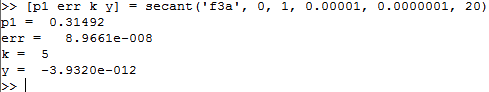 >> [p1 err k y] = secant('f3a', 0, 1, 0.00001, 0.0000001, 20)
p1 = 0.31492
err = 8.9661e-008
k = 5
y = -3.9320e-012
>>